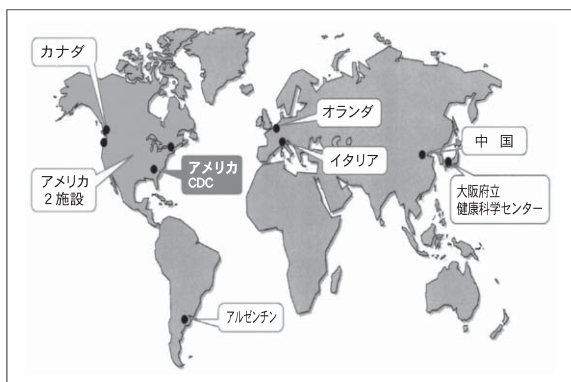 カナダ
アメリカ
2施設
アメリカ
CDC
オランダ
イタリア
中　国
大阪府立
健康科学センター
アルゼンチン